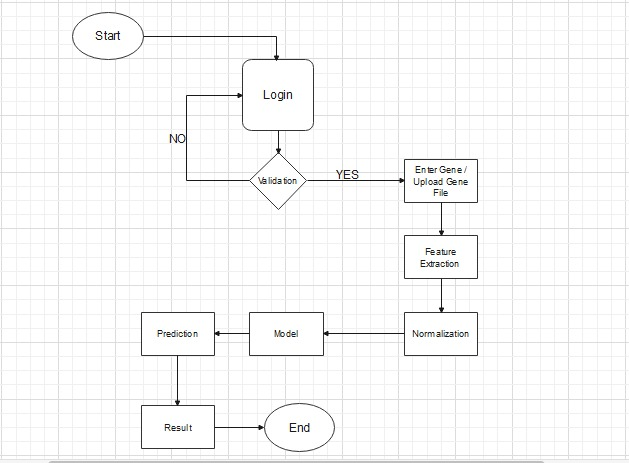 Start
Login
NO
Validation
YES
Enter Gene /
Upload Gene
File
Feature
Extraction
Prediction
Model
Normalization
Result
End